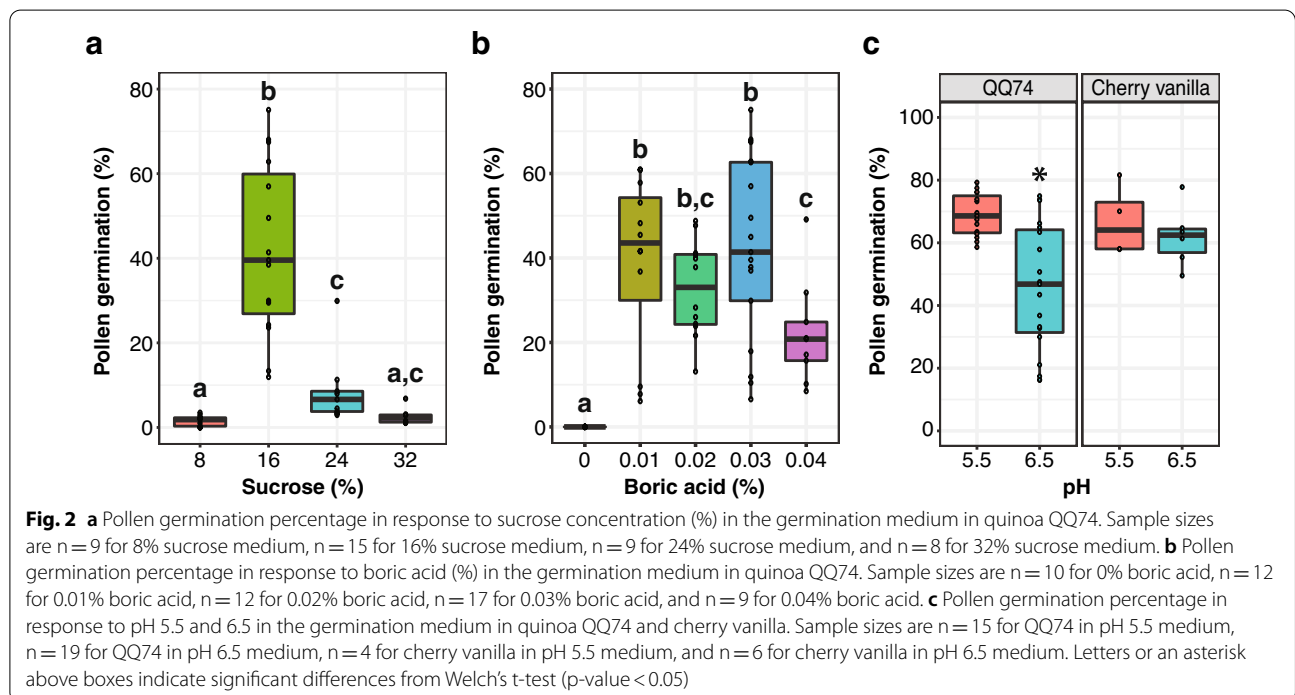 a
80
60
40
20
0
Pollen germination (%)
a
b
c
a,c
8 16 24 32
Sucrose (%)
b
80
60
40
20
0
Pollen germination (%)
a
b
b,c
b
c
0 0.01 0.02 0.03 0.04
Boric acid (%)
c
QQ74 Cherry vanilla
100
80
60
40
20
0
Pollen germination (%)
*
5.5 6.5 5.5 6.5
pH
Fig. 2 a Pollen germination percentage in response to sucrose concentration (%) in the germination medium in quinoa QQ74. Sample sizes
are n = 9 for 8% sucrose medium, n = 15 for 16% sucrose medium, n = 9 for 24% sucrose medium, and n = 8 for 32% sucrose medium. b Pollen
germination percentage in response to boric acid (%) in the germination medium in quinoa QQ74. Sample sizes are n = 10 for 0% boric acid, n = 12
for 0.01% boric acid, n = 12 for 0.02% boric acid, n = 17 for 0.03% boric acid, and n = 9 for 0.04% boric acid. c Pollen germination percentage in
response to pH 5.5 and 6.5 in the germination medium in quinoa QQ74 and cherry vanilla. Sample sizes are n = 15 for QQ74 in pH 5.5 medium,
n = 19 for QQ74 in pH 6.5 medium, n = 4 for cherry vanilla in pH 5.5 medium, and n = 6 for cherry vanilla in pH 6.5 medium. Letters or an asterisk
above boxes indicate significant differences from Welch's t-test (p-value < 0.05)